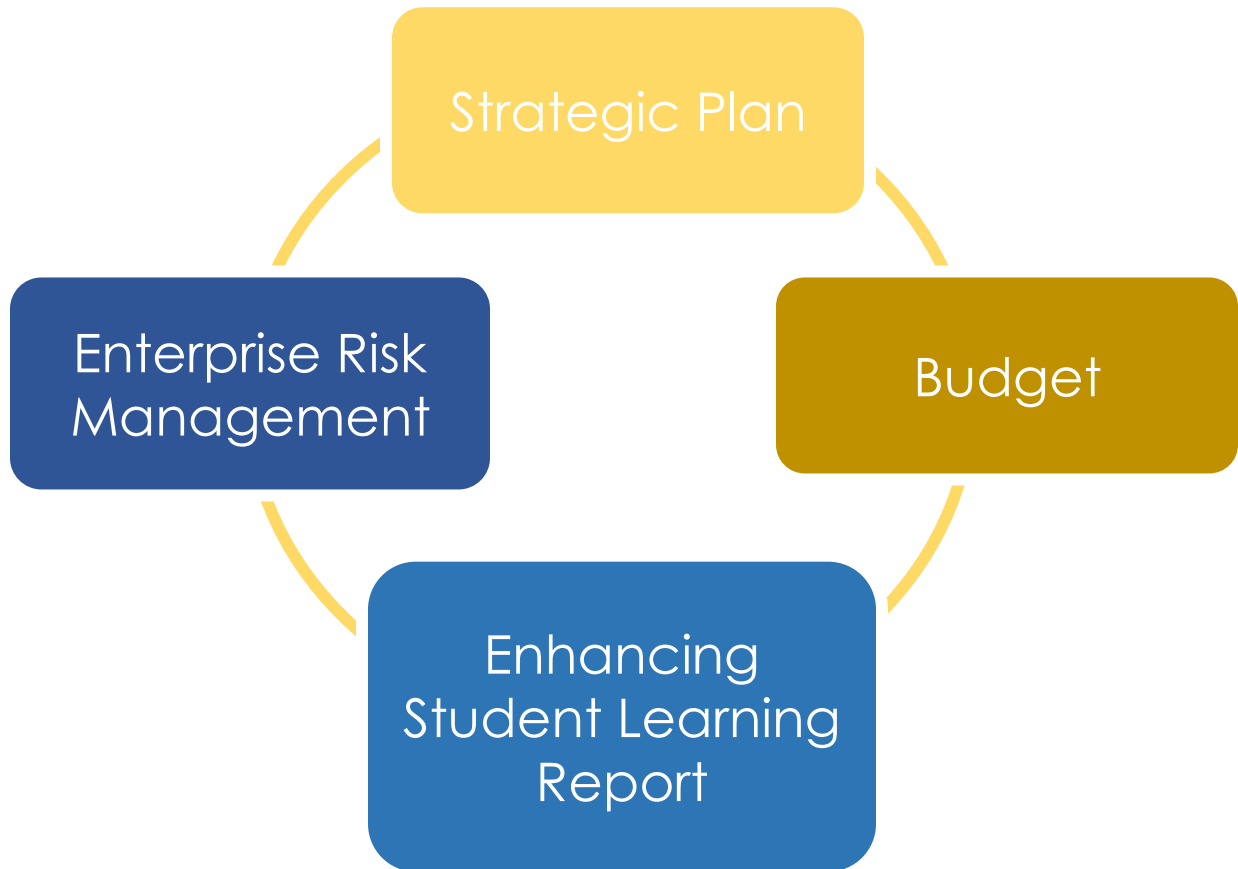 Strategic Plan
Enterprise Risk
Management
Budget
Enhancing
Student Learning
Report